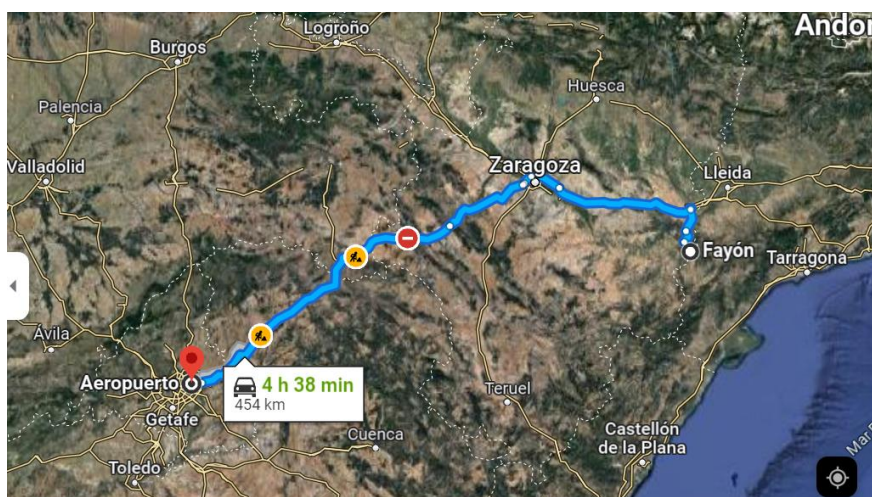 Andor
Logroño
Burgos
Huesca
Palencia
Zaragoza
Valladolid
Lleida
Fayón
Tarragona
Ávila
Aeropuerto
4 h 38 min
454 km
Getafe
Teruel
Cuenca
Castellón
de la Plana
Toledo
Mar